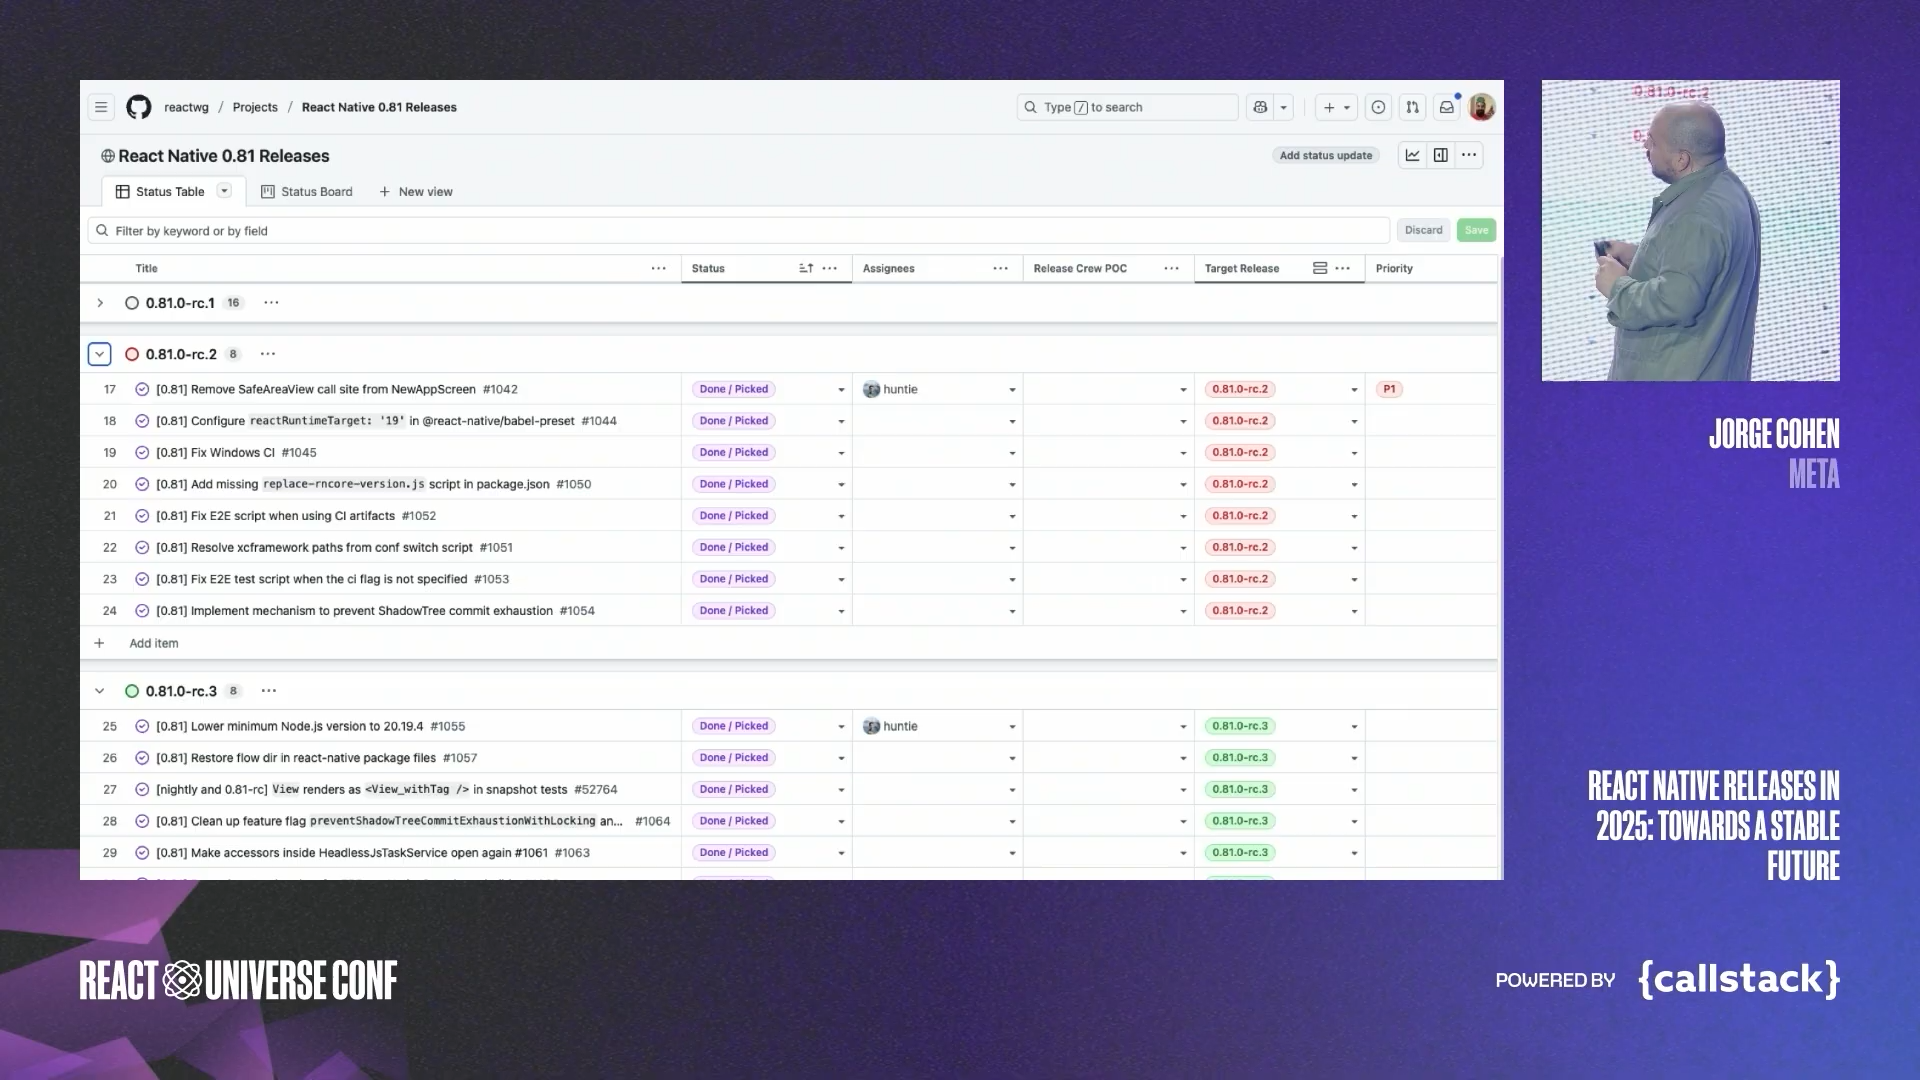 reactwg / Projects / React Native 0.81 Releases
Type / to search
React Native 0.81 Releases
Add status update
Status Table
Status Board
New view
Filter by keyword or by field
Discard
Save
Title
Status
Assignees
Release Crew POC
Target Release
Priority
0.81.0-rc.1 16
0.81.0-rc.2 8
17 [0.81] Remove SafeAreaView call site from NewAppScreen #1042 Done / Picked huntie 0.81.0-rc.2 P1
18 [0.81] Configure reactRuntimeTarget: '19' in @react-native/babel-preset #1044 Done / Picked 0.81.0-rc.2
19 [0.81] Fix Windows CI #1045 Done / Picked 0.81.0-rc.2
20 [0.81] Add missing replace-rncore-version.js script in package.json #1050 Done / Picked 0.81.0-rc.2
21 [0.81] Fix E2E script when using CI artifacts #1052 Done / Picked 0.81.0-rc.2
22 [0.81] Resolve xcframework paths from conf switch script #1051 Done / Picked 0.81.0-rc.2
23 [0.81] Fix E2E test script when the ci flag is not specified #1053 Done / Picked 0.81.0-rc.2
24 [0.81] Implement mechanism to prevent ShadowTree commit exhaustion #1054 Done / Picked 0.81.0-rc.2
Add item
0.81.0-rc.3 8
25 [0.81] Lower minimum Node.js version to 20.19.4 #1055 Done / Picked huntie 0.81.0-rc.3
26 [0.81] Restore flow dir in react-native package files #1057 Done / Picked 0.81.0-rc.3
27 [nightly and 0.81-rc] View renders as <View_withTag /> in snapshot tests #52764 Done / Picked 0.81.0-rc.3
28 [0.81] Clean up feature flag preventShadowTreeCommitExhaustionWithLocking an... #1064 Done / Picked 0.81.0-rc.3
29 [0.81] Make accessors inside HeadlessJsTaskService open again #1061 #1063 Done / Picked 0.81.0-rc.3
0.81.0-rc.2
JORGE COHEN
META
REACT NATIVE RELEASES IN
2025: TOWARDS A STABLE
FUTURE
REACT UNIVERSE CONF
POWERED BY {callstack}